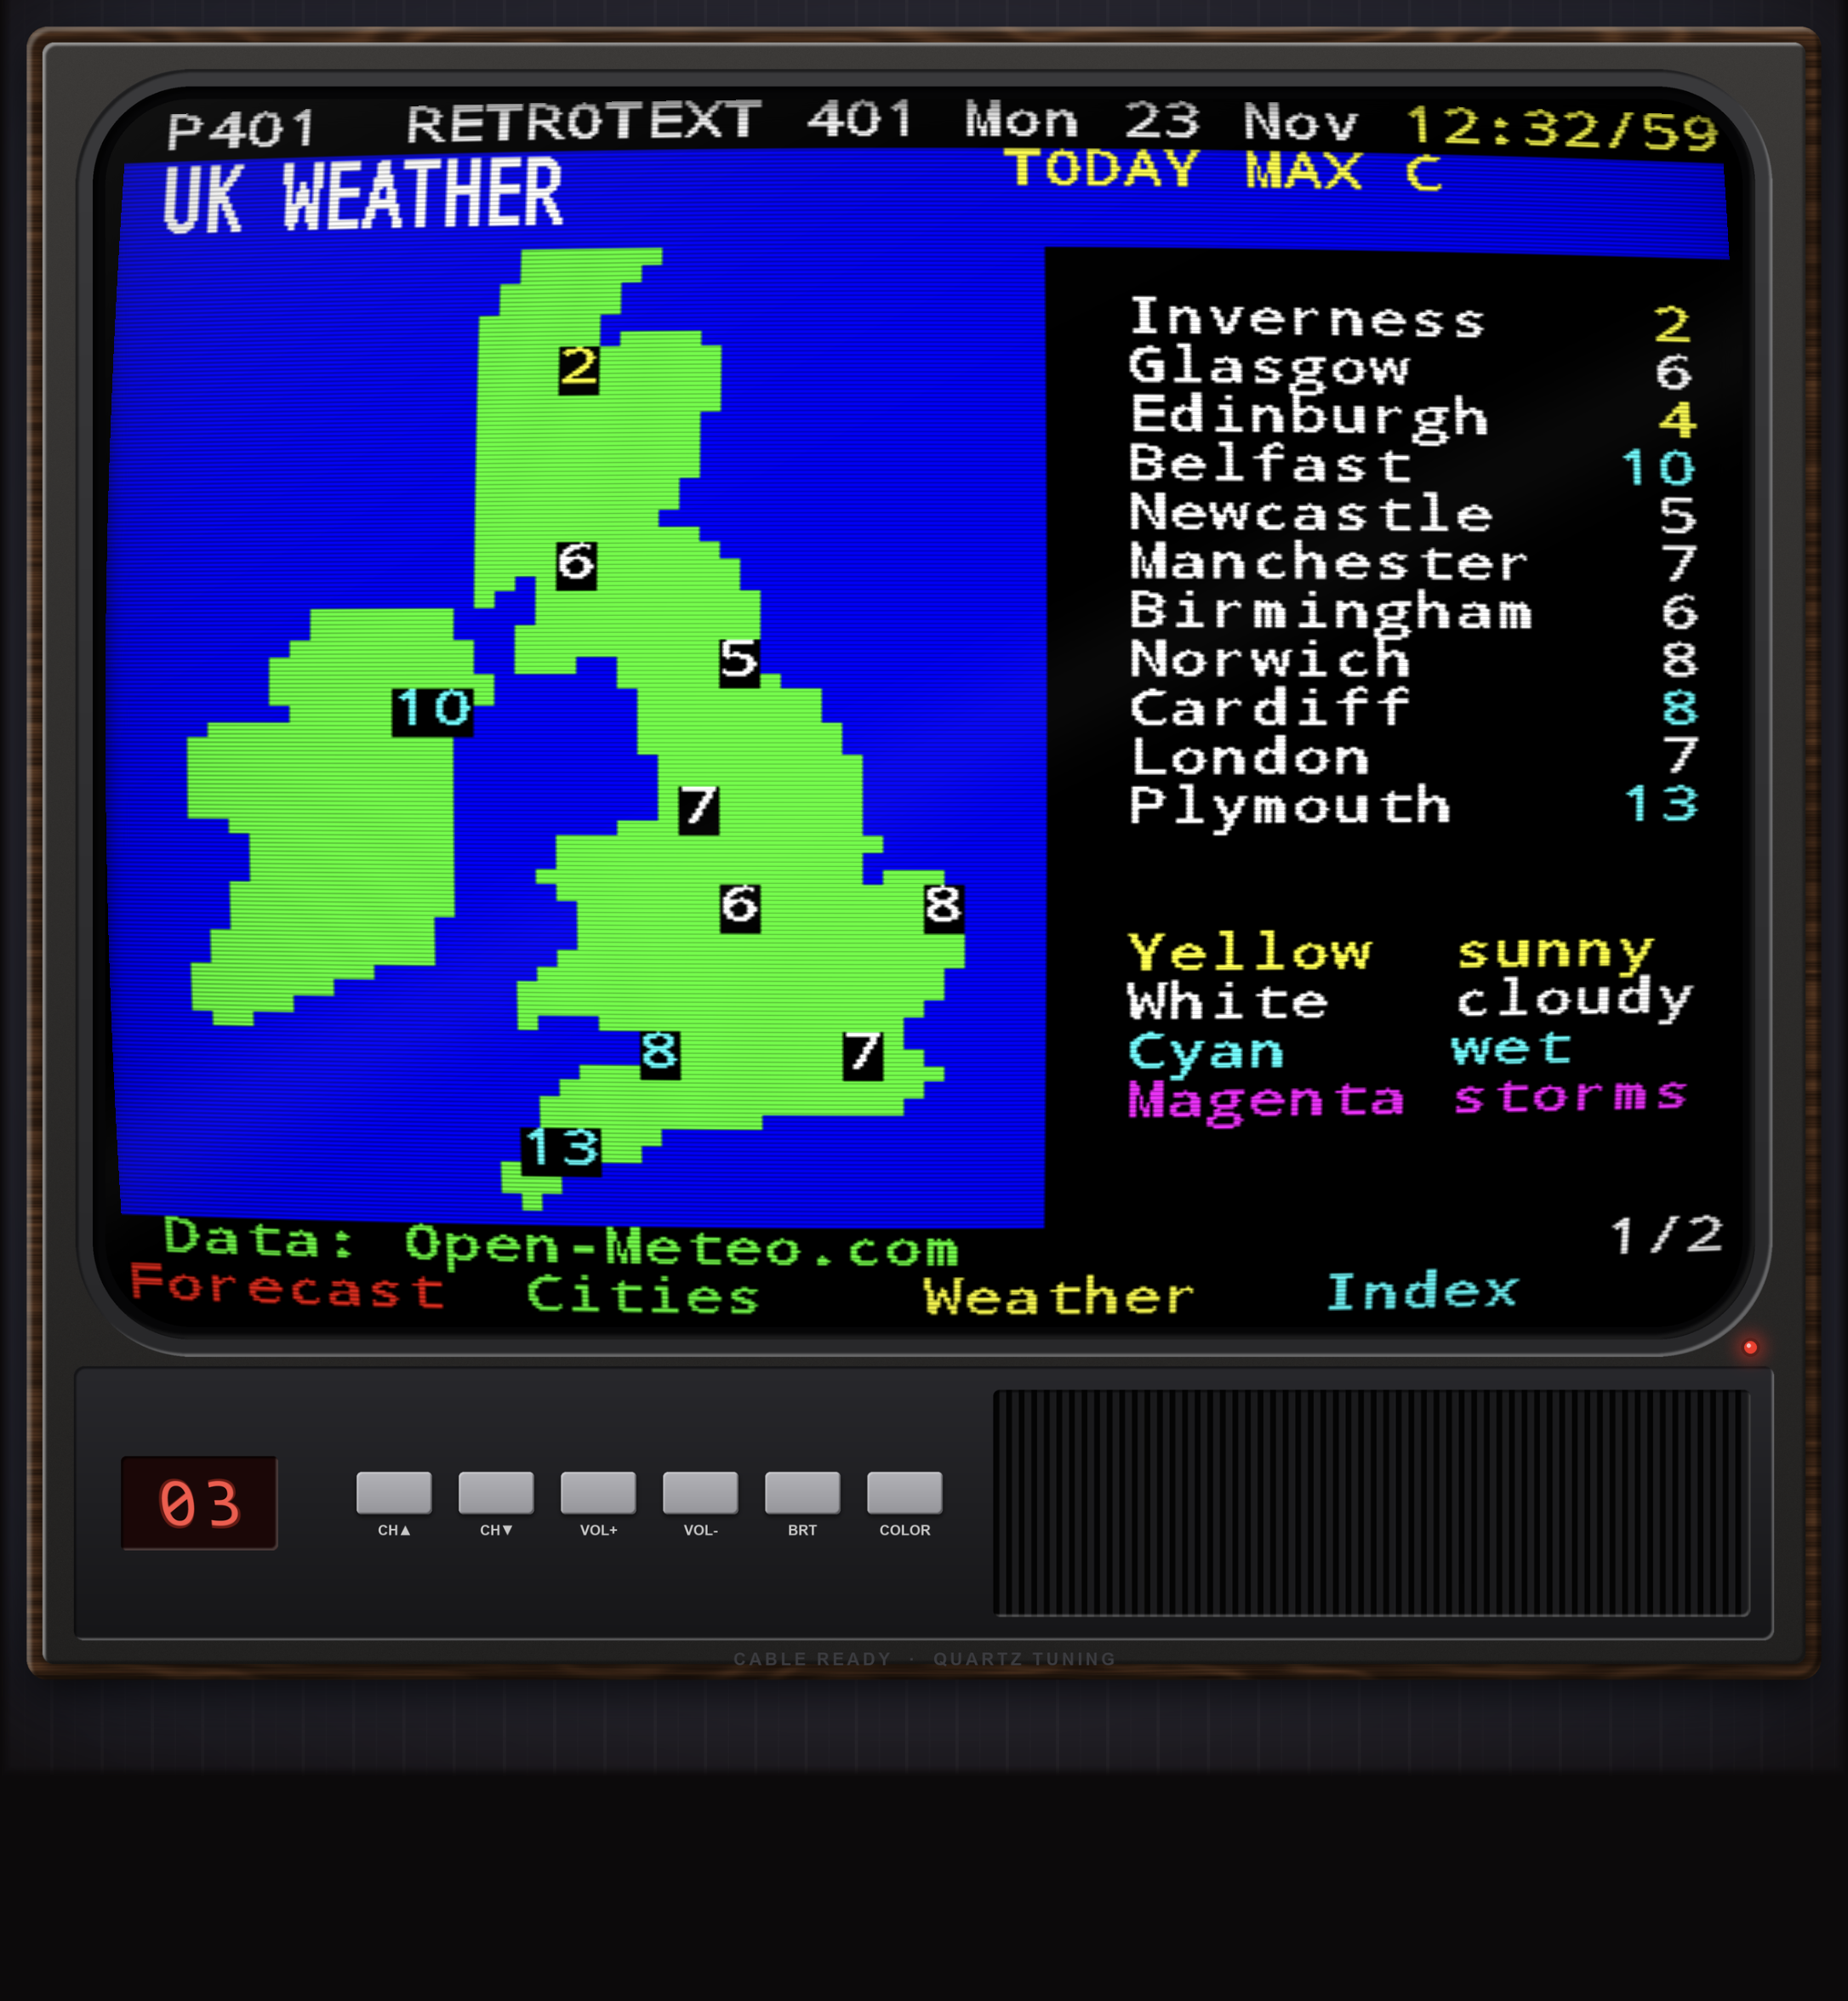 P401 RETROTEXT 401 Mon 23 Nov 12:32/59
UK WEATHER
TODAY MAX C
2
6
5
10
7
6
8
8
7
13
Inverness 2
Glasgow 6
Edinburgh 4
Belfast 10
Newcastle 5
Manchester 7
Birmingham 6
Norwich 8
Cardiff 8
London 7
Plymouth 13
Yellow sunny
White cloudy
Cyan wet
Magenta storms
1/2
Data: Open-Meteo.com
Forecast Cities Weather Index
03
CH▲ CH▼ VOL+ VOL- BRT COLOR
CABLE READY · QUARTZ TUNING